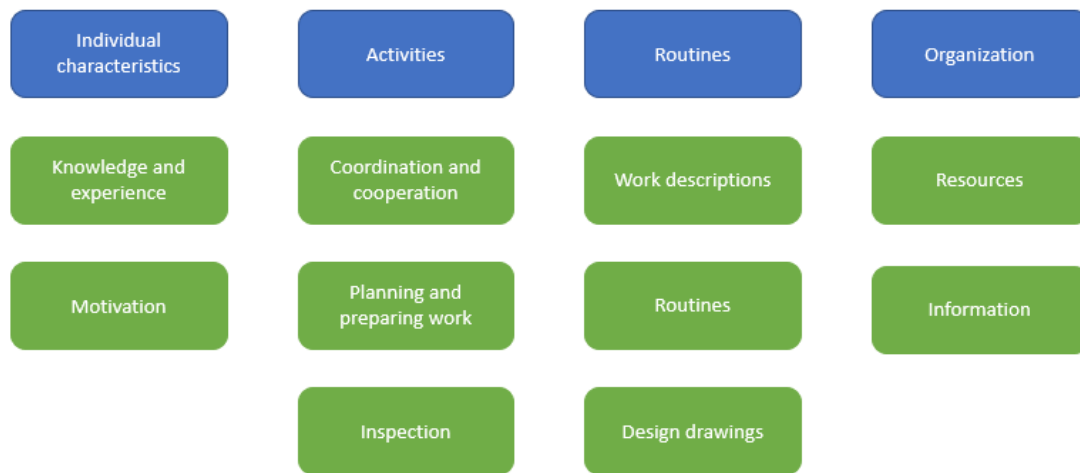 Individual
characteristics
Activities
Routines
Organization
Knowledge and
experience
Coordination and
cooperation
Work descriptions
Resources
Motivation
Planning and
preparing work
Routines
Information
Inspection
Design drawings